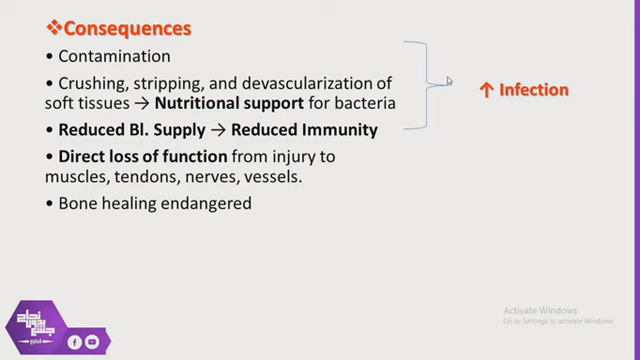 ❖Consequences
• Contamination
• Crushing, stripping, and devascularization of
soft tissues → Nutritional support for bacteria
• Reduced Bl. Supply → Reduced Immunity
• Direct loss of function from injury to
muscles, tendons, nerves, vessels.
• Bone healing endangered
↑ Infection
Activate Windows
Go to Settings to activate Windows.